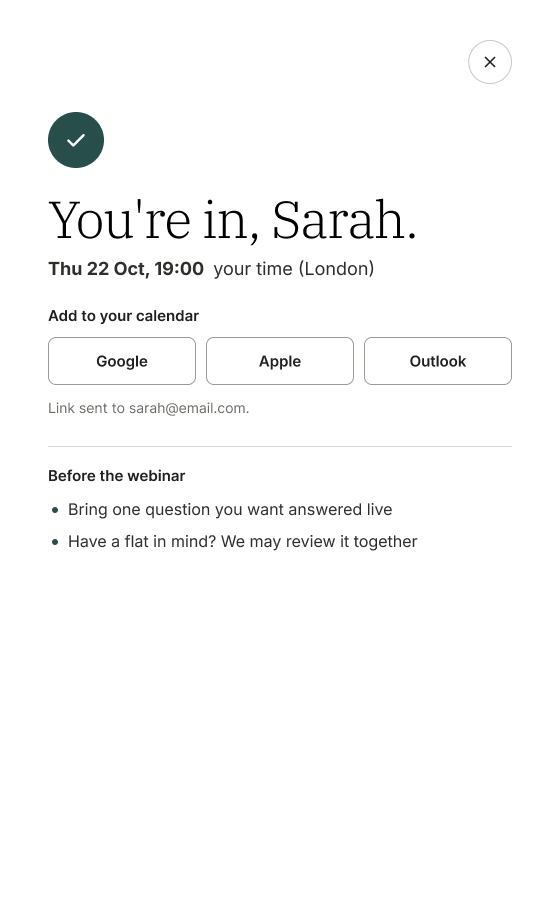 You're in, Sarah.
Thu 22 Oct, 19:00 your time (London)
Add to your calendar
Google Apple Outlook
Link sent to sarah@email.com.
Before the webinar
• Bring one question you want answered live
• Have a flat in mind? We may review it together